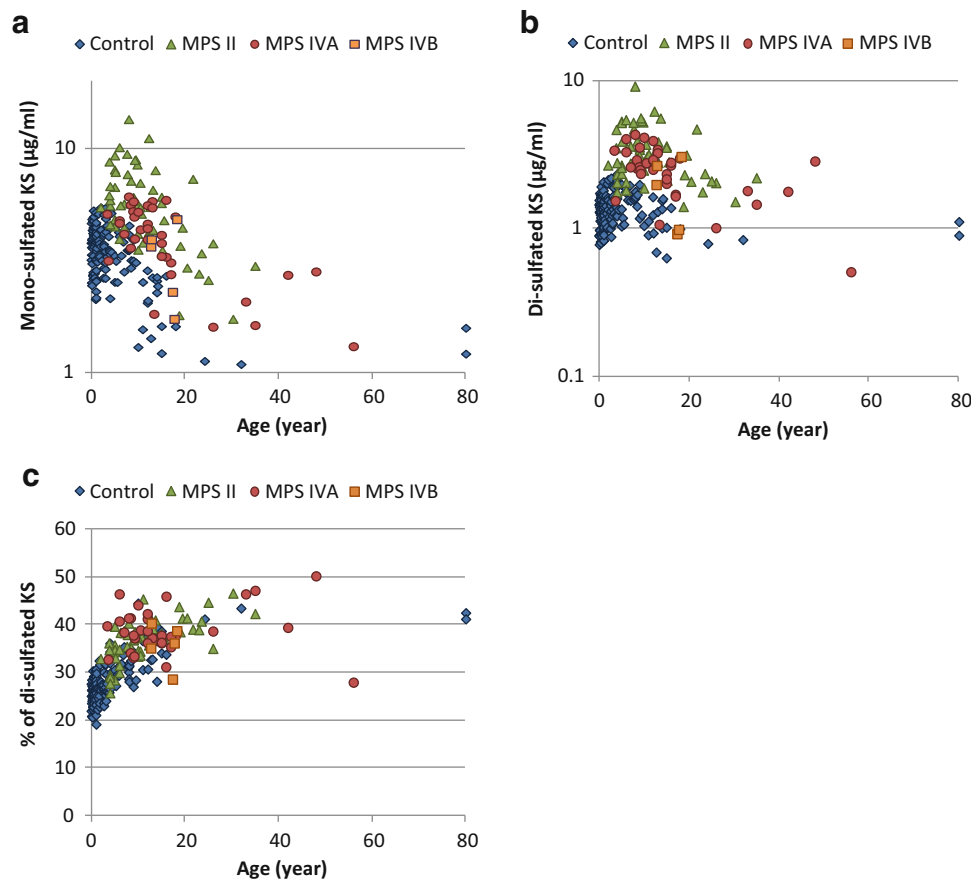 a
Control MPS II MPS IVA MPS IVB
Mono-sulfated KS (µg/ml)
10
1
0 20 40 60 80
Age (year)
b
Control MPS II MPS IVA MPS IVB
Di-sulfated KS (µg/ml)
10
1
0.1
0 20 40 60 80
Age (year)
c
Control MPS II MPS IVA MPS IVB
% of di-sulfated KS
60
50
40
30
20
10
0
0 20 40 60 80
Age (year)